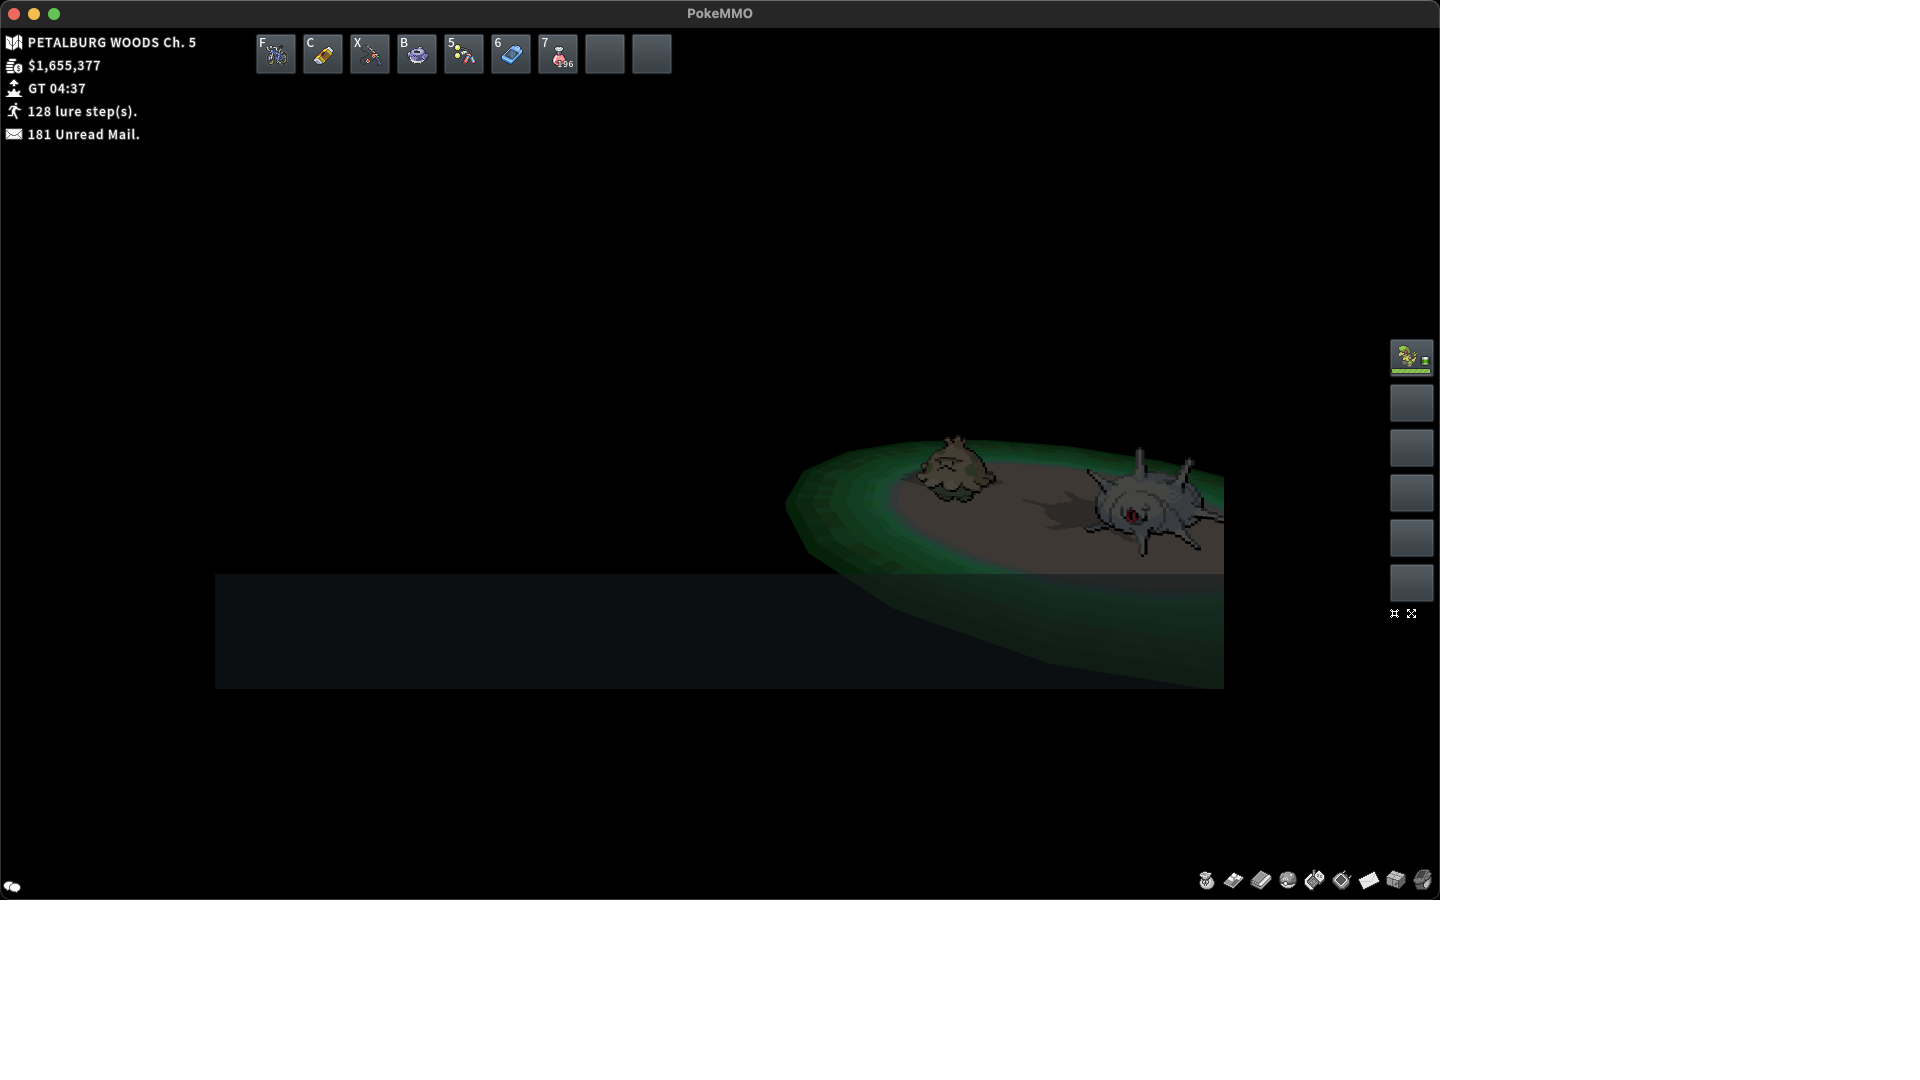 PokeMMO
PETALBURG WOODS Ch. 5
$1,655,377
GT 04:37
128 lure step(s).
181 Unread Mail.
F
C
X
B
5
6
7
196